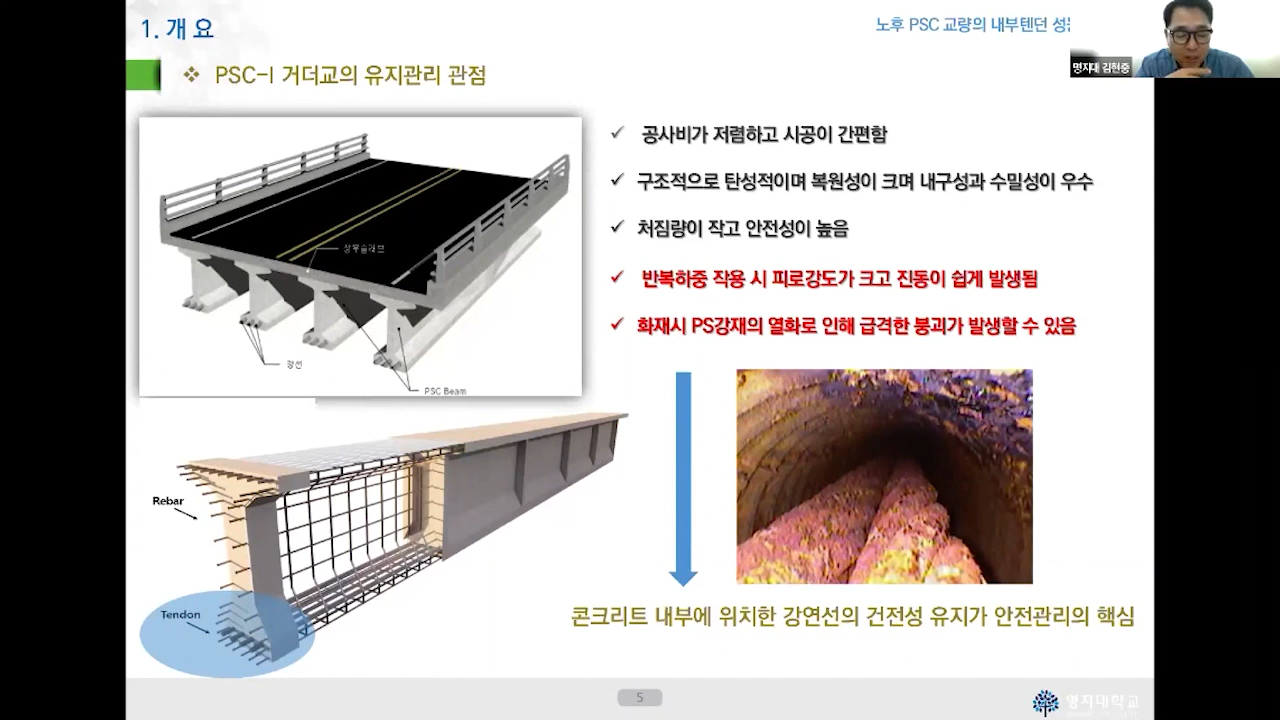 1. 개 요
노후 PSC 교량의 내부텐던 성능
명지대 김현중
❖ PSC-I 거더교의 유지관리 관점
✓ 공사비가 저렴하고 시공이 간편함
✓ 구조적으로 탄성적이며 복원성이 크며 내구성과 수밀성이 우수
✓ 처짐량이 작고 안전성이 높음
✓ 반복하중 작용 시 피로강도가 크고 진동이 쉽게 발생됨
✓ 화재시 PS강재의 열화로 인해 급격한 붕괴가 발생할 수 있음
상부슬래브
강선
PSC Beam
Rebar
Tendon
콘크리트 내부에 위치한 강연선의 건전성 유지가 안전관리의 핵심
5
명지대학교